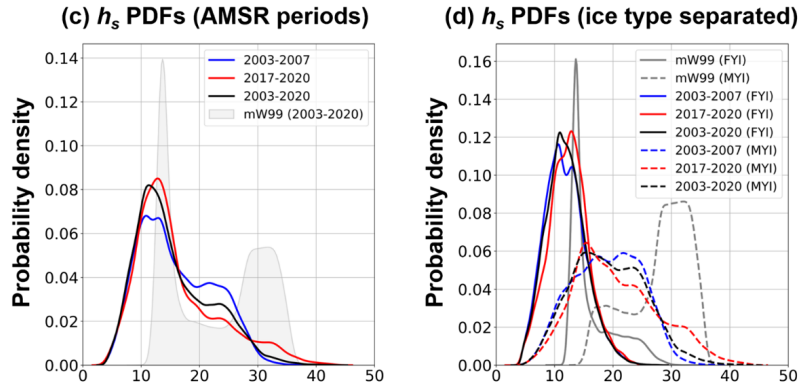 (c) hs PDFs (AMSR periods)
Probability density
0.14
0.12
0.10
0.08
0.06
0.04
0.02
0.00
0 10 20 30 40 50
2003-2007
2017-2020
2003-2020
mW99 (2003-2020)
(d) hs PDFs (ice type separated)
Probability density
0.16
0.14
0.12
0.10
0.08
0.06
0.04
0.02
0.00
0 10 20 30 40 50
mW99 (FYI)
mW99 (MYI)
2003-2007 (FYI)
2017-2020 (FYI)
2003-2020 (FYI)
2003-2007 (MYI)
2017-2020 (MYI)
2003-2020 (MYI)